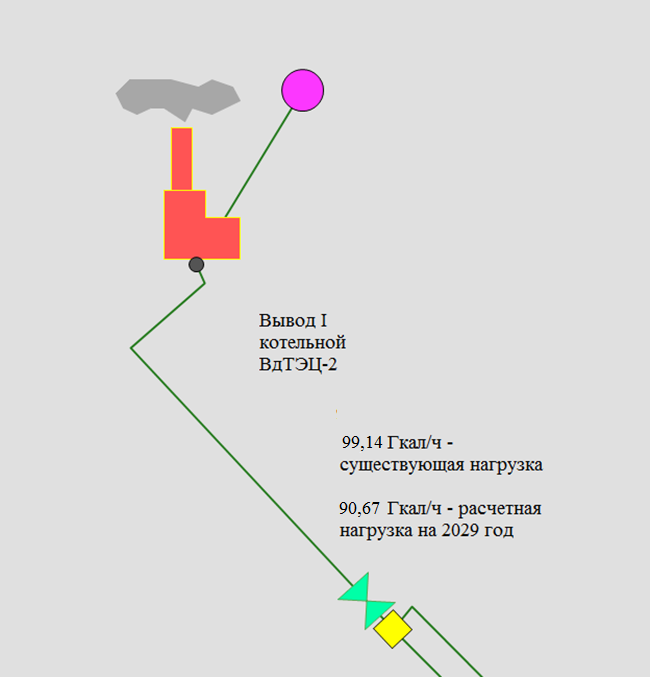 Вывод I
котельной
ВдТЭЦ-2
99,14 Гкал/ч -
существующая нагрузка
90,67 Гкал/ч - расчетная
нагрузка на 2029 год